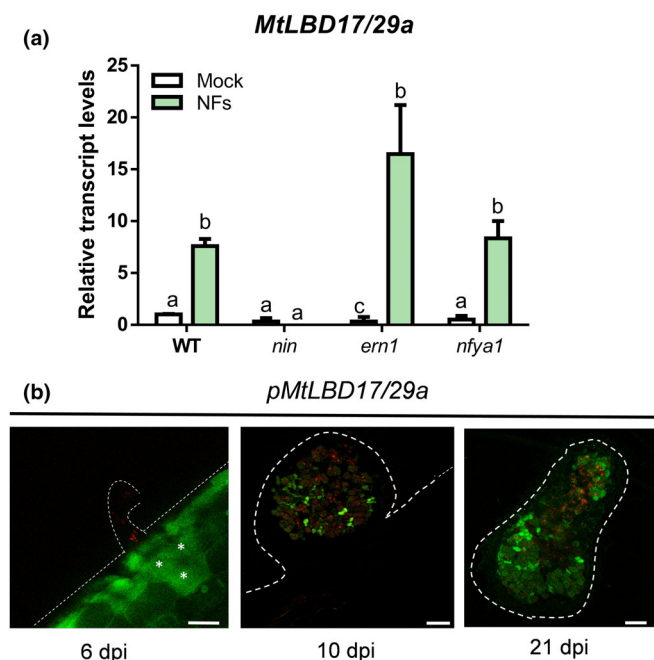 (a)
MtLBD17/29a
Relative transcript levels
25
20
15
10
5
0
Mock
NFs
a b a a c b a b
WT nin ern1 nfya1
(b)
pMtLBD17/29a
* * *
6 dpi 10 dpi 21 dpi